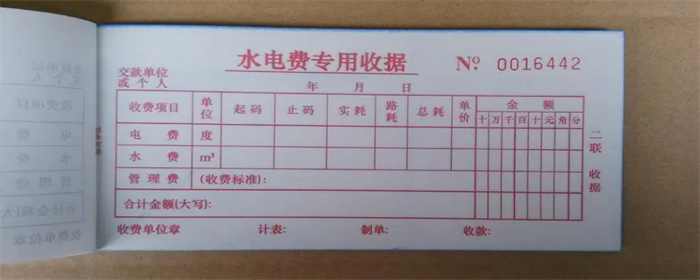 水电费专用收据 Nº 0016442
交款单位
或个人
年 月 日
收费项目 单位 起码 止码 实耗 路耗 总耗 单价 金额
十万千百十元角分
电费 度
水费 m³
管理费 (收费标准):
合计金额(大写):
收费单位章 计表: 制单: 收款:
二联 收据